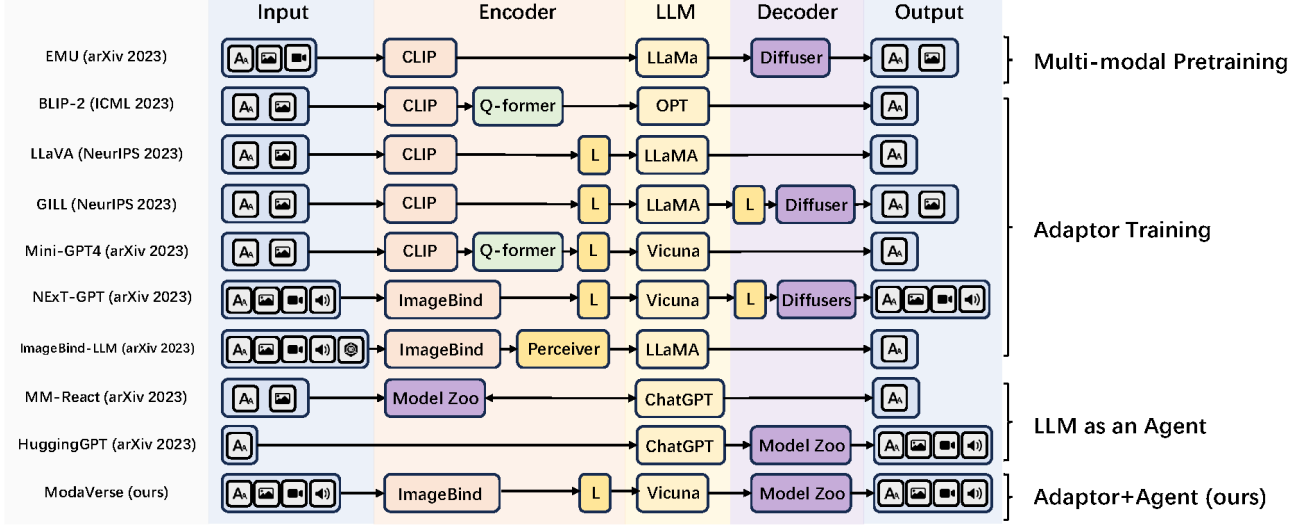 Input Encoder LLM Decoder Output
EMU (arXiv 2023) CLIP LLaMa Diffuser
Multi-modal Pretraining
BLIP-2 (ICML 2023) CLIP Q-former OPT
LLaVA (NeurIPS 2023) CLIP L LLaMA
GILL (NeurIPS 2023) CLIP L LLaMA L Diffuser
Adaptor Training
Mini-GPT4 (arXiv 2023) CLIP Q-former L Vicuna
NExT-GPT (arXiv 2023) ImageBind L Vicuna L Diffusers
ImageBind-LLM (arXiv 2023) ImageBind Perceiver LLaMA
MM-React (arXiv 2023) Model Zoo ChatGPT
LLM as an Agent
HuggingGPT (arXiv 2023) ChatGPT Model Zoo
ModaVerse (ours) ImageBind L Vicuna Model Zoo
Adaptor+Agent (ours)